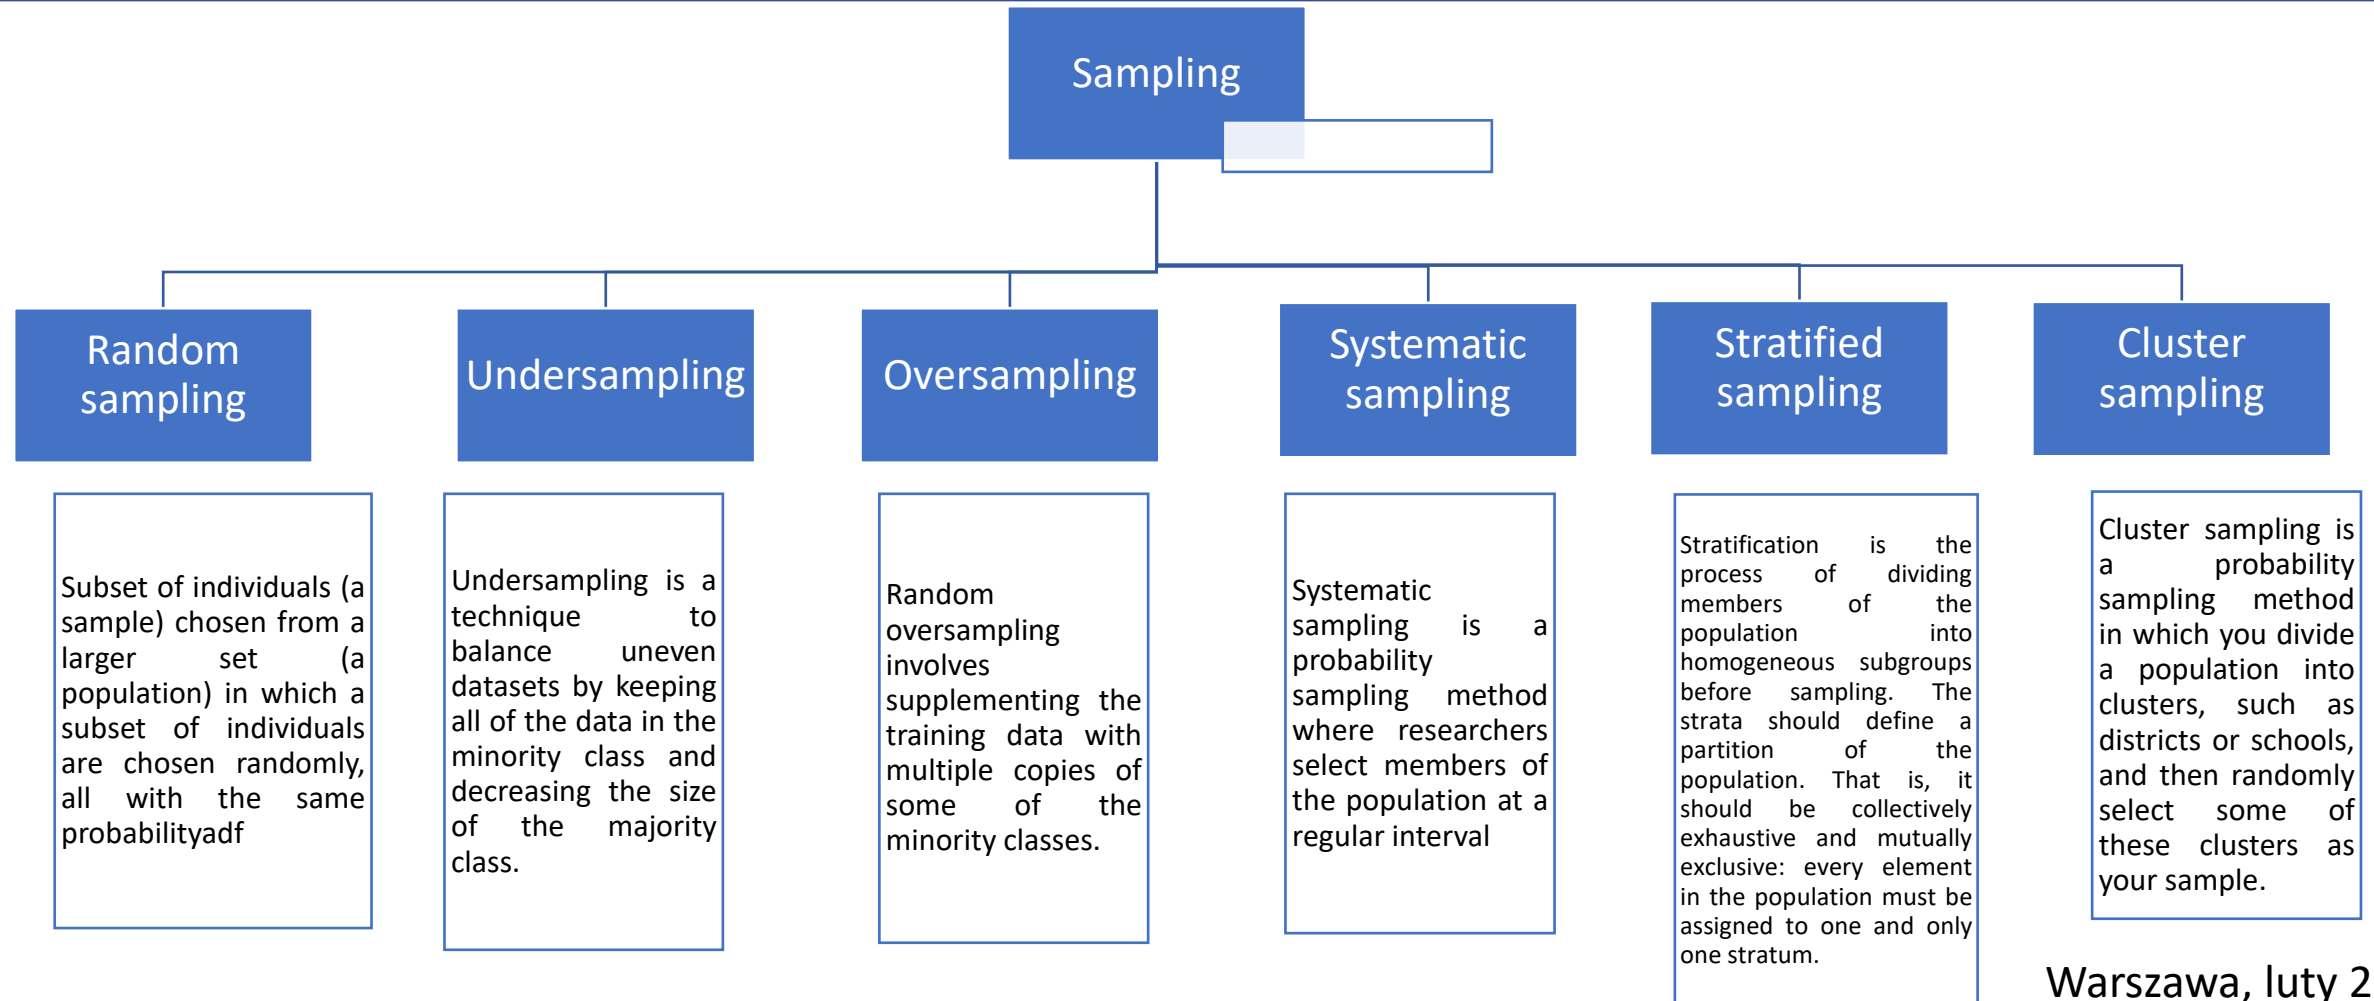 Sampling
Random
sampling
Undersampling
Oversampling
Systematic
sampling
Stratified
sampling
Cluster
sampling
Subset of individuals (a
sample) chosen from a
larger set (a
population) in which a
subset of individuals
are chosen randomly,
all with the same
probabilityadf
Undersampling is a
technique to
balance uneven
datasets by keeping
all of the data in the
minority class and
decreasing the size
of the majority
class.
Random
oversampling
involves
supplementing the
training data with
multiple copies of
some of the
minority classes.
Systematic
sampling is a
probability
sampling method
where researchers
select members of
the population at a
regular interval
Stratification is the
process of dividing
members of the
population into
homogeneous subgroups
before sampling. The
strata should define a
partition of the
population. That is, it
should be collectively
exhaustive and mutually
exclusive: every element
in the population must be
assigned to one and only
one stratum.
Cluster sampling is
a probability
sampling method
in which you divide
a population into
clusters, such as
districts or schools,
and then randomly
select some of
these clusters as
your sample.
Warszawa, luty 2